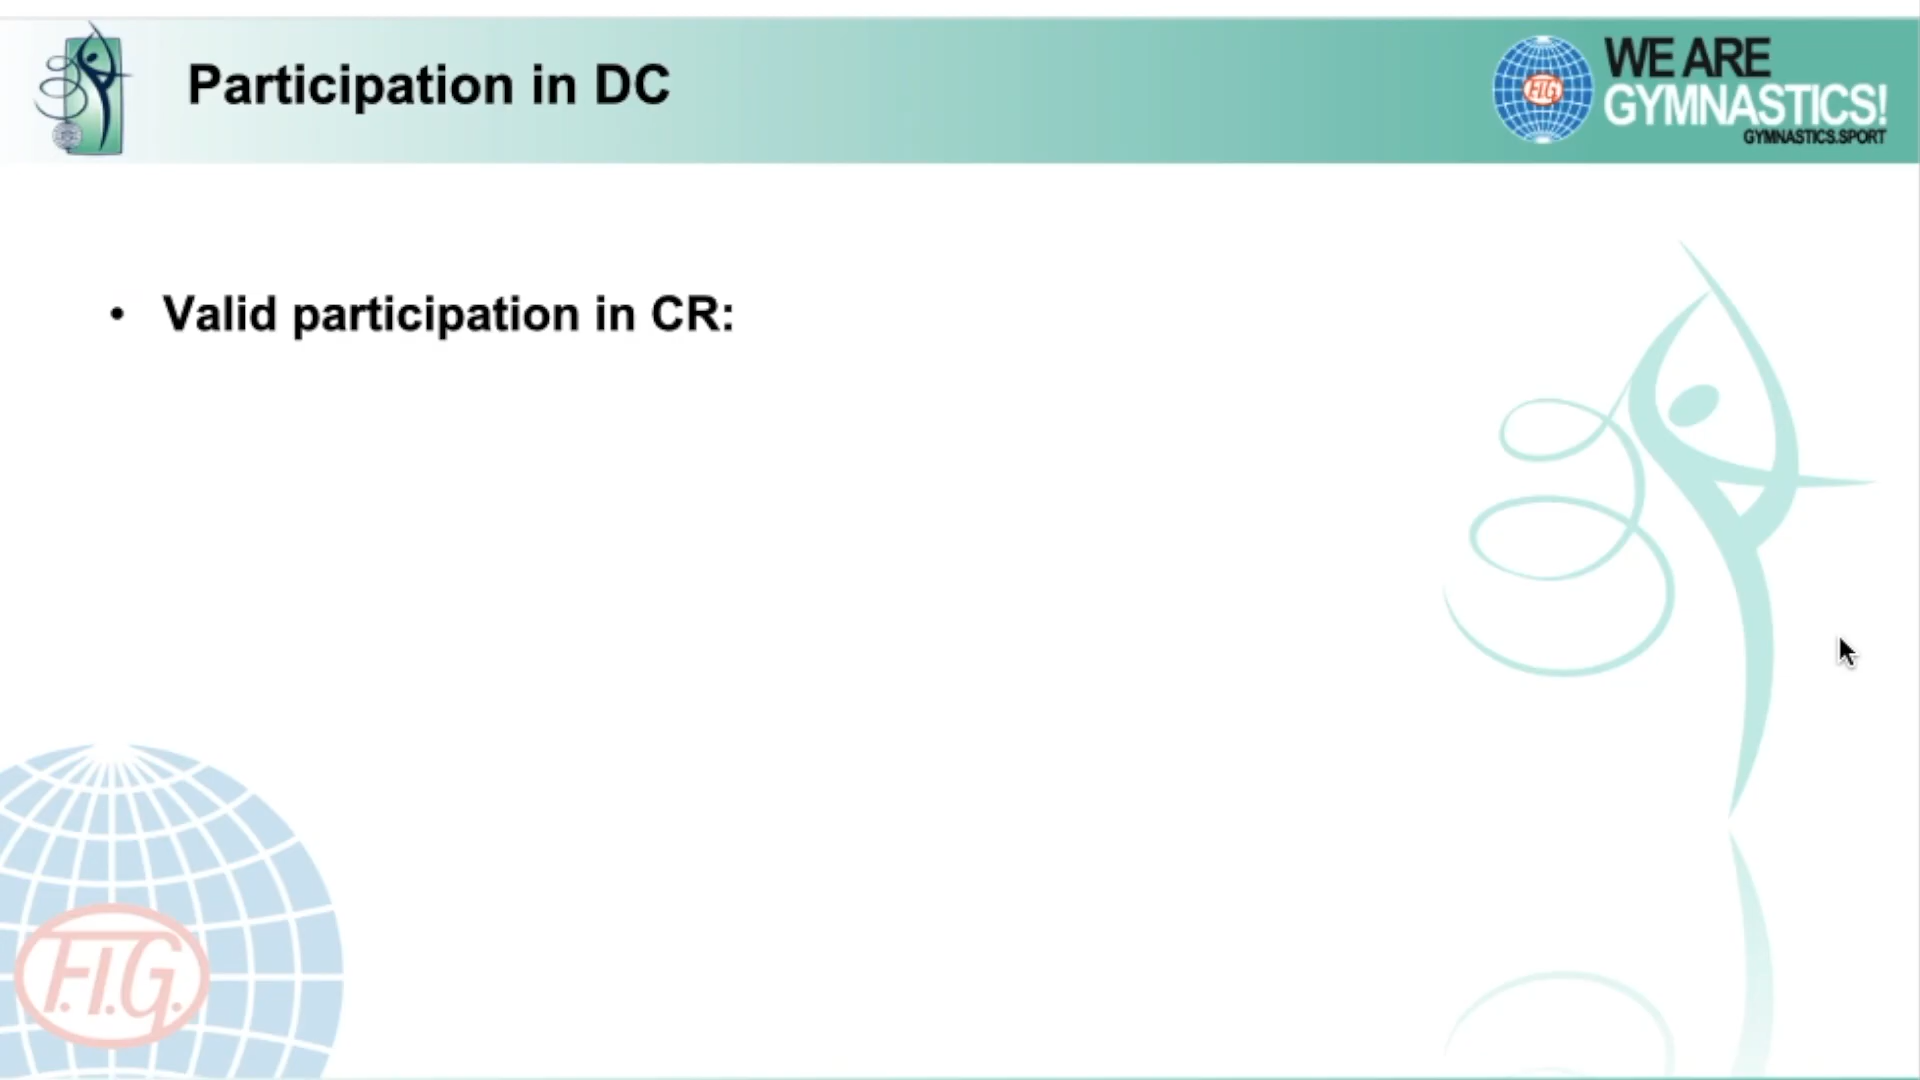 Participation in DC
FIG
WE ARE
GYMNASTICS!
GYMNASTICS.SPORT
• Valid participation in CR:
F.I.G.